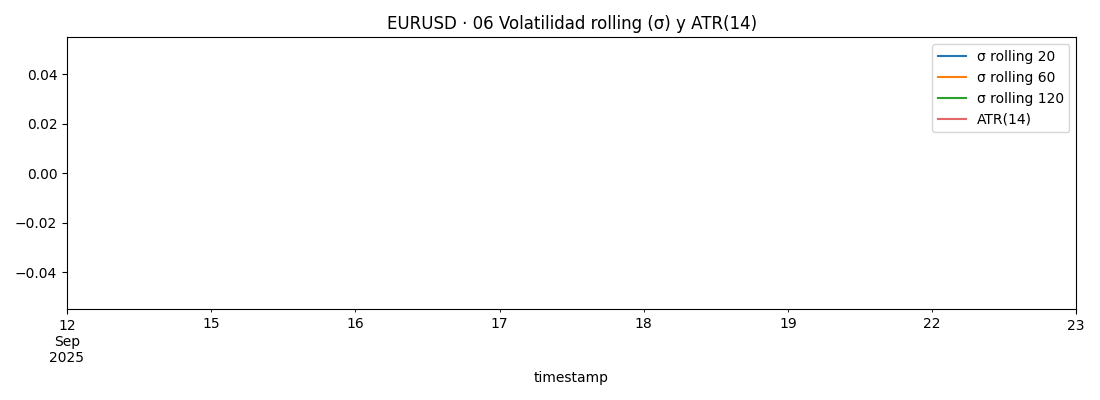 EURUSD · 06 Volatilidad rolling (σ) y ATR(14)
0.04
0.02
0.00
−0.02
−0.04
σ rolling 20
σ rolling 60
σ rolling 120
ATR(14)
12
Sep
2025
15
16
17
18
19
22
23
timestamp